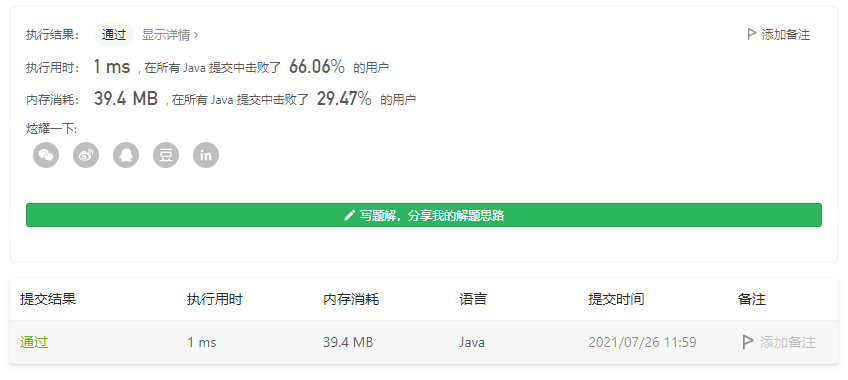 执行结果： 通过 显示详情 › 添加备注
执行用时： 1 ms , 在所有 Java 提交中击败了 66.06% 的用户
内存消耗： 39.4 MB , 在所有 Java 提交中击败了 29.47% 的用户
炫耀一下:
豆 in
写题解，分享我的解题思路
提交结果 执行用时 内存消耗 语言 提交时间 备注
通过 1 ms 39.4 MB Java 2021/07/26 11:59 添加备注